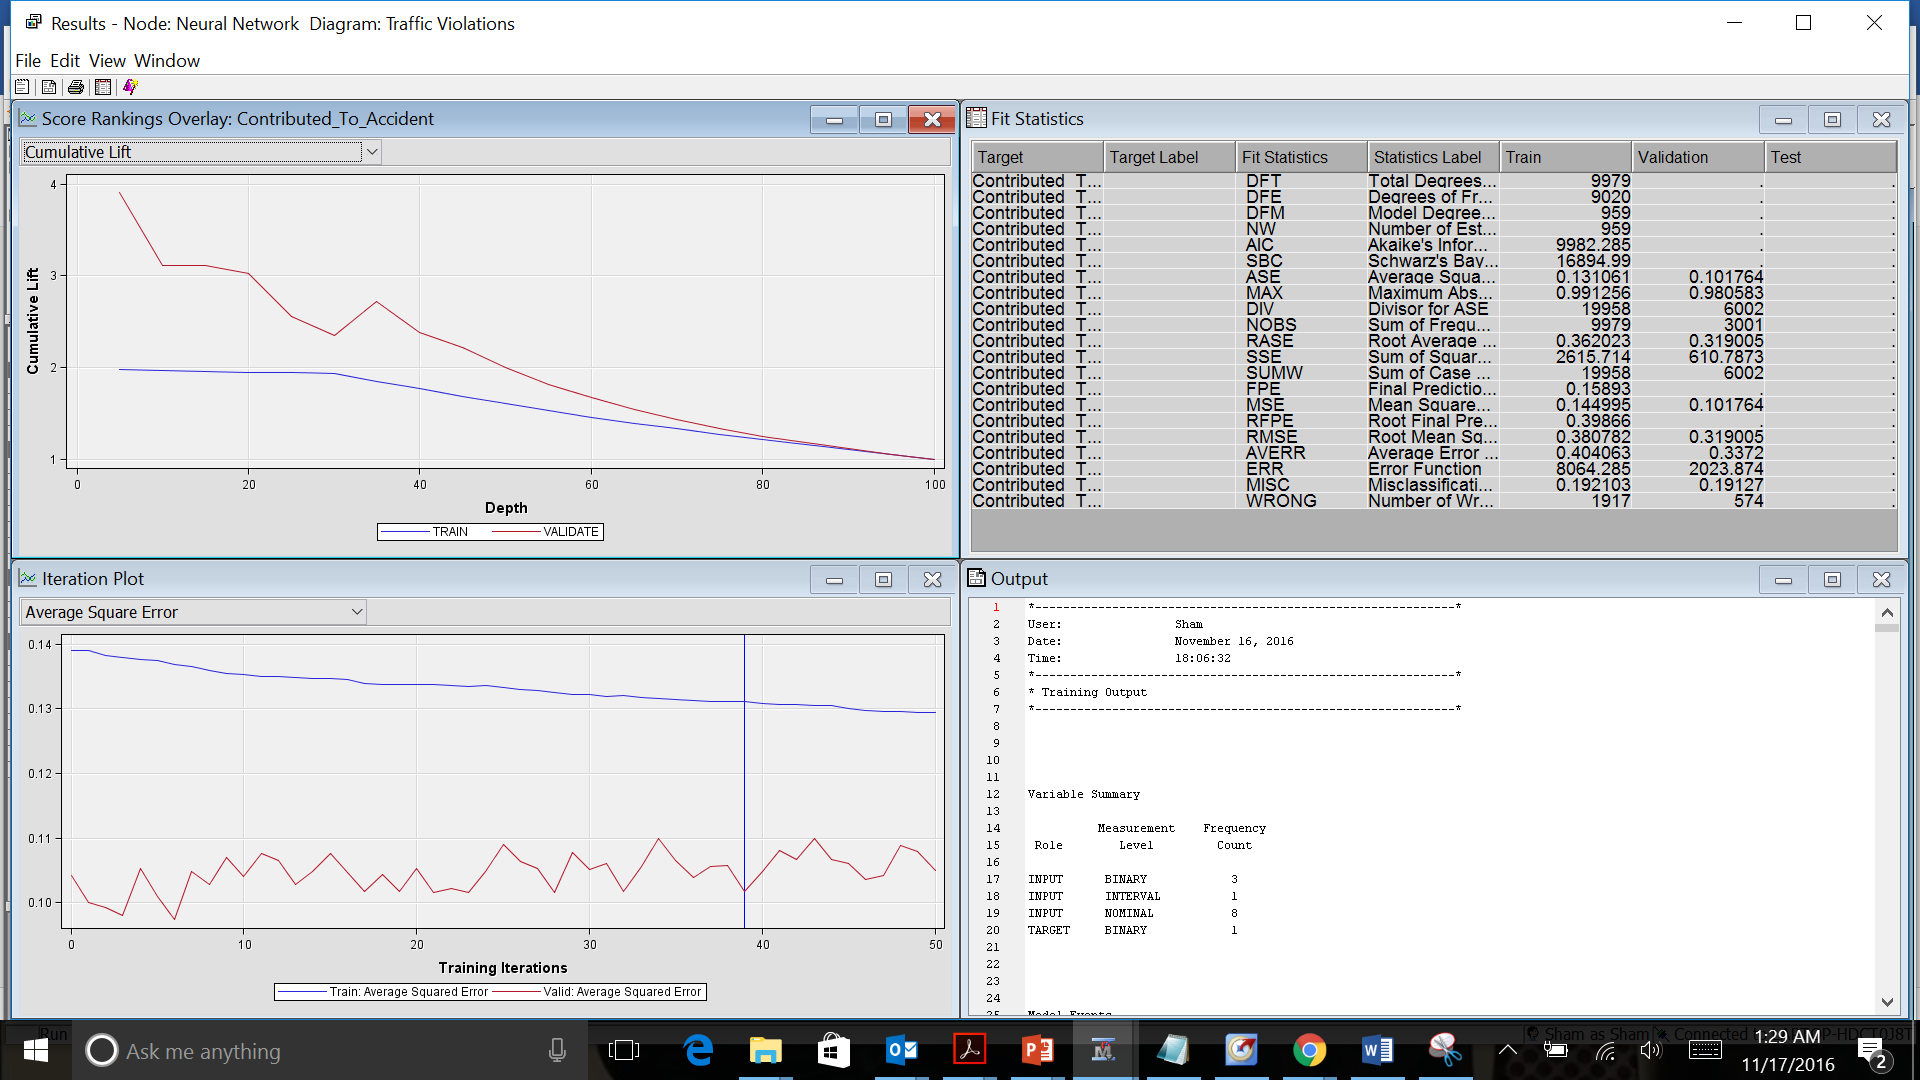 Results - Node: Neural Network  Diagram: Traffic Violations
File Edit View Window
Score Rankings Overlay: Contributed_To_Accident
Cumulative Lift
4
3
2
1
Cumulative Lift
0 20 40 60 80 100
Depth
TRAIN VALIDATE
Fit Statistics
Target Target Label Fit Statistics Statistics Label Train Validation Test
Contributed T... DFT Total Degrees... 9979 . .
Contributed T... DFE Degrees of Fr... 9020 . .
Contributed T... DFM Model Degree... 959 . .
Contributed T... NW Number of Est... 959 . .
Contributed T... AIC Akaike's Infor... 9982.285 . .
Contributed T... SBC Schwarz's Bay... 16894.99 . .
Contributed T... ASE Average Squa... 0.131061 0.101764 .
Contributed T... MAX Maximum Abs... 0.991256 0.980583 .
Contributed T... DIV Divisor for ASE 19958 6002 .
Contributed T... NOBS Sum of Frequ... 9979 3001 .
Contributed T... RASE Root Average ... 0.362023 0.319005 .
Contributed T... SSE Sum of Squar... 2615.714 610.7873 .
Contributed T... SUMW Sum of Case ... 19958 6002 .
Contributed T... FPE Final Predictio... 0.15893 . .
Contributed T... MSE Mean Square... 0.144995 0.101764 .
Contributed T... RFPE Root Final Pre... 0.39866 . .
Contributed T... RMSE Root Mean Sq... 0.380782 0.319005 .
Contributed T... AVERR Average Error ... 0.404063 0.3372 .
Contributed T... ERR Error Function 8064.285 2023.874 .
Contributed T... MISC Misclassificati... 0.192103 0.19127 .
Contributed T... WRONG Number of Wr... 1917 574 .
Iteration Plot
Average Square Error
0.14
0.13
0.12
0.11
0.10
0 10 20 30 40 50
Training Iterations
Train: Average Squared Error Valid: Average Squared Error
Output
1 *------------------------------------------------------------*
2 User: Sham
3 Date: November 16, 2016
4 Time: 18:06:32
5 *------------------------------------------------------------*
6 * Training Output
7 *------------------------------------------------------------*
8
9
10
11
12 Variable Summary
13
14 Measurement Frequency
15 Role Level Count
16
17 INPUT BINARY 3
18 INPUT INTERVAL 1
19 INPUT NOMINAL 8
20 TARGET BINARY 1
21
22
23
24
25 Model Events
Run
Sham as Sham Connected
Ask me anything
1:29 AM
11/17/2016
2